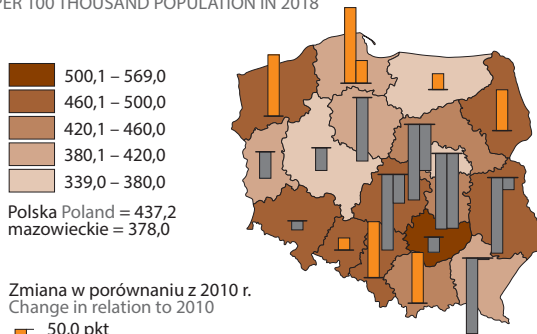 PER 100 THOUSAND POPULATION IN 2018
500,1 – 569,0
460,1 – 500,0
420,1 – 460,0
380,1 – 420,0
339,0 – 380,0
Polska Poland = 437,2
mazowieckie = 378,0
Zmiana w porównaniu z 2010 r.
Change in relation to 2010
50,0 pkt